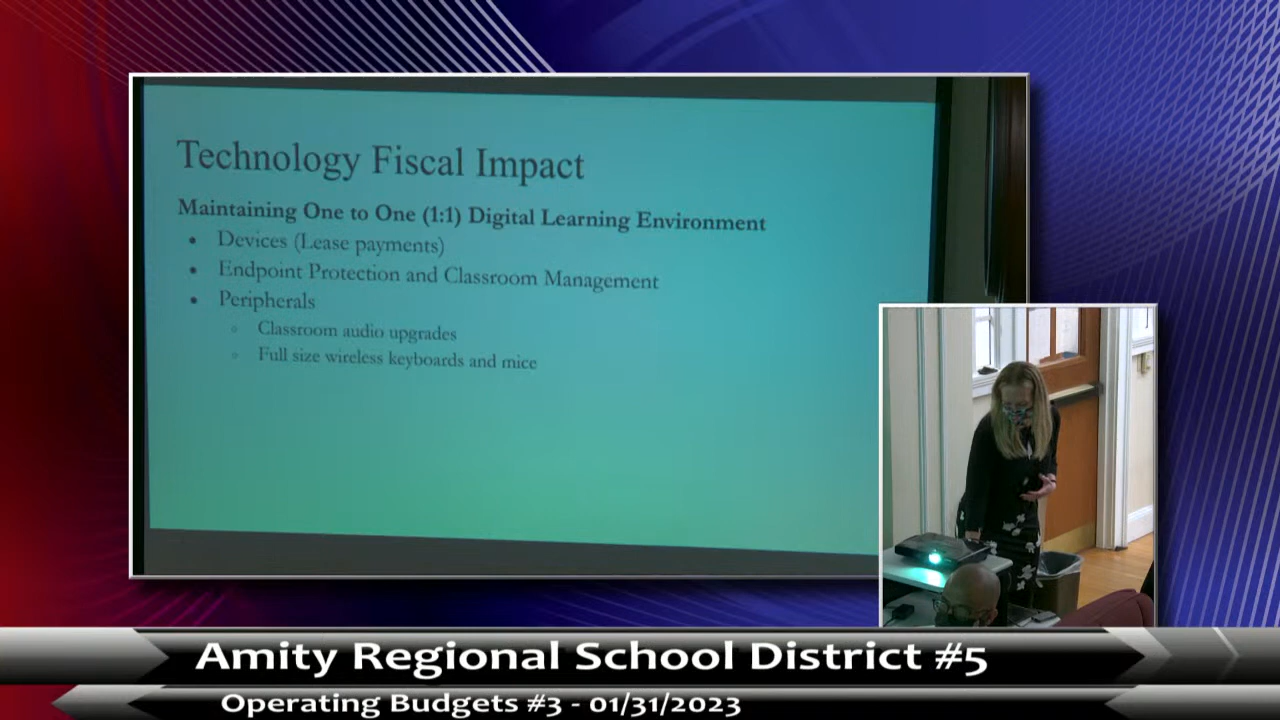 Technology Fiscal Impact
Maintaining One to One (1:1) Digital Learning Environment
• Devices (Lease payments)
• Endpoint Protection and Classroom Management
• Peripherals
◦ Classroom audio upgrades
◦ Full size wireless keyboards and mice
Amity Regional School District #5
Operating Budgets #3 - 01/31/2023